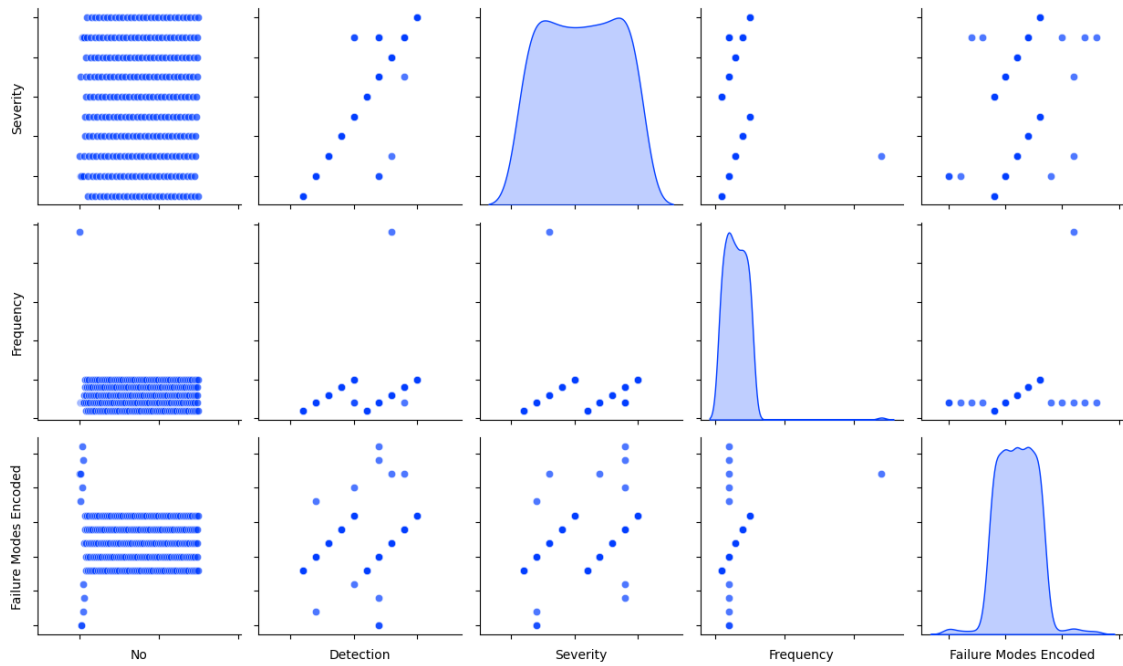 Severity
Frequency
Failure Modes Encoded
No
Detection
Severity
Frequency
Failure Modes Encoded